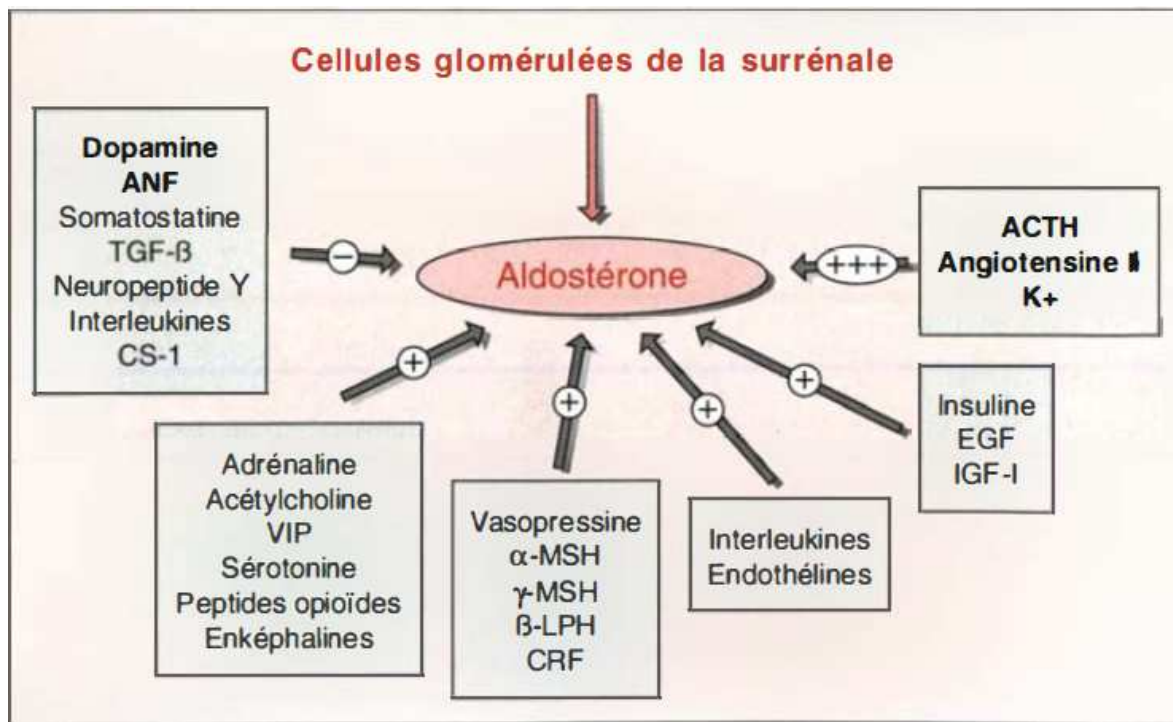 Cellules glomérulées de la surrénale
Dopamine
ANF
Somatostatine
TGF-ß
Neuropeptide Y
Interleukines
CS-1
−
Aldostérone
+++
ACTH
Angiotensine
K+
+
+
+
+
Adrénaline
Acétylcholine
VIP
Sérotonine
Peptides opioïdes
Enképhalines
Vasopressine
α-MSH
γ-MSH
ß-LPH
CRF
Interleukines
Endothélines
Insuline
EGF
IGF-I